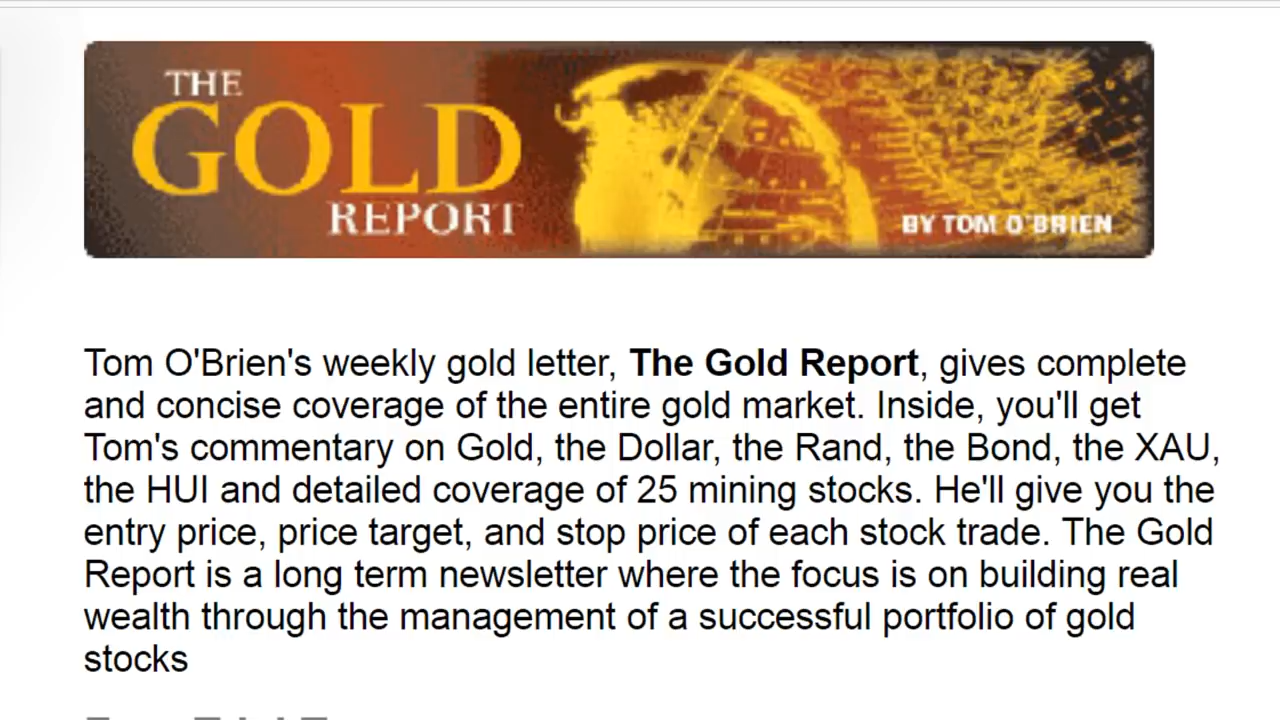 THE
GOLD
REPORT
BY TOM O'BRIEN
Tom O'Brien's weekly gold letter, The Gold Report, gives complete
and concise coverage of the entire gold market. Inside, you'll get
Tom's commentary on Gold, the Dollar, the Rand, the Bond, the XAU,
the HUI and detailed coverage of 25 mining stocks. He'll give you the
entry price, price target, and stop price of each stock trade. The Gold
Report is a long term newsletter where the focus is on building real
wealth through the management of a successful portfolio of gold
stocks